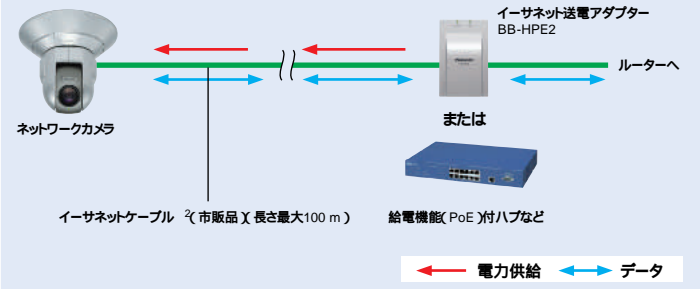 イーサネット送電アダプター
BB-HPE2
ルーターへ
ネットワークカメラ
または
イーサネットケーブル ²(市販品)(長さ最大100 m)
給電機能(PoE)付ハブなど
電力供給
データ